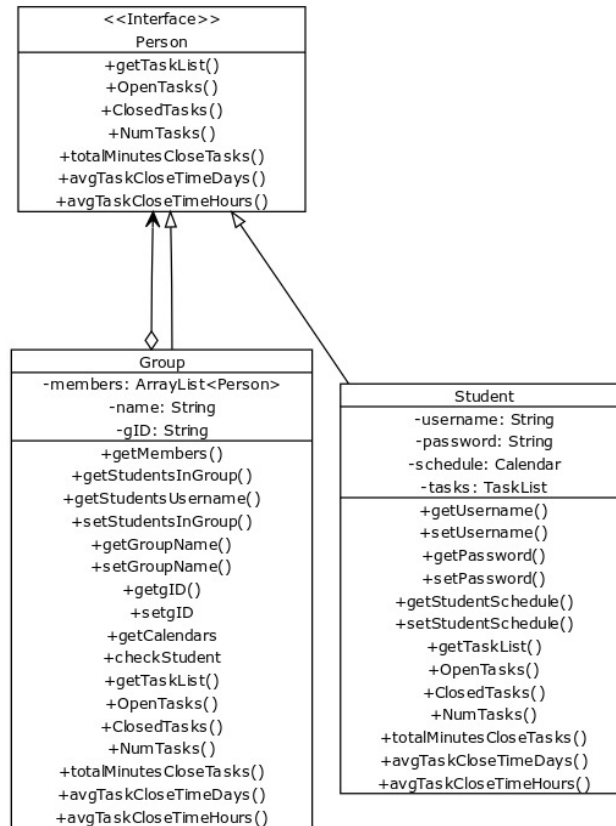 <<Interface>>
Person
+getTaskList()
+OpenTasks()
+ClosedTasks()
+NumTasks()
+totalMinutesCloseTasks()
+avgTaskCloseTimeDays()
+avgTaskCloseTimeHours()
Group
-members: ArrayList<Person>
-name: String
-gID: String
+getMembers()
+getStudentsInGroup()
+getStudentsUsername()
+setStudentsInGroup()
+getGroupName()
+setGroupName()
+getgID()
+setgID
+getCalendars
+checkStudent
+getTaskList()
+OpenTasks()
+ClosedTasks()
+NumTasks()
+totalMinutesCloseTasks()
+avgTaskCloseTimeDays()
+avgTaskCloseTimeHours()
Student
-username: String
-password: String
-schedule: Calendar
-tasks: TaskList
+getUsername()
+setUsername()
+getPassword()
+setPassword()
+getStudentSchedule()
+setStudentSchedule()
+getTaskList()
+OpenTasks()
+ClosedTasks()
+NumTasks()
+totalMinutesCloseTasks()
+avgTaskCloseTimeDays()
+avgTaskCloseTimeHours()